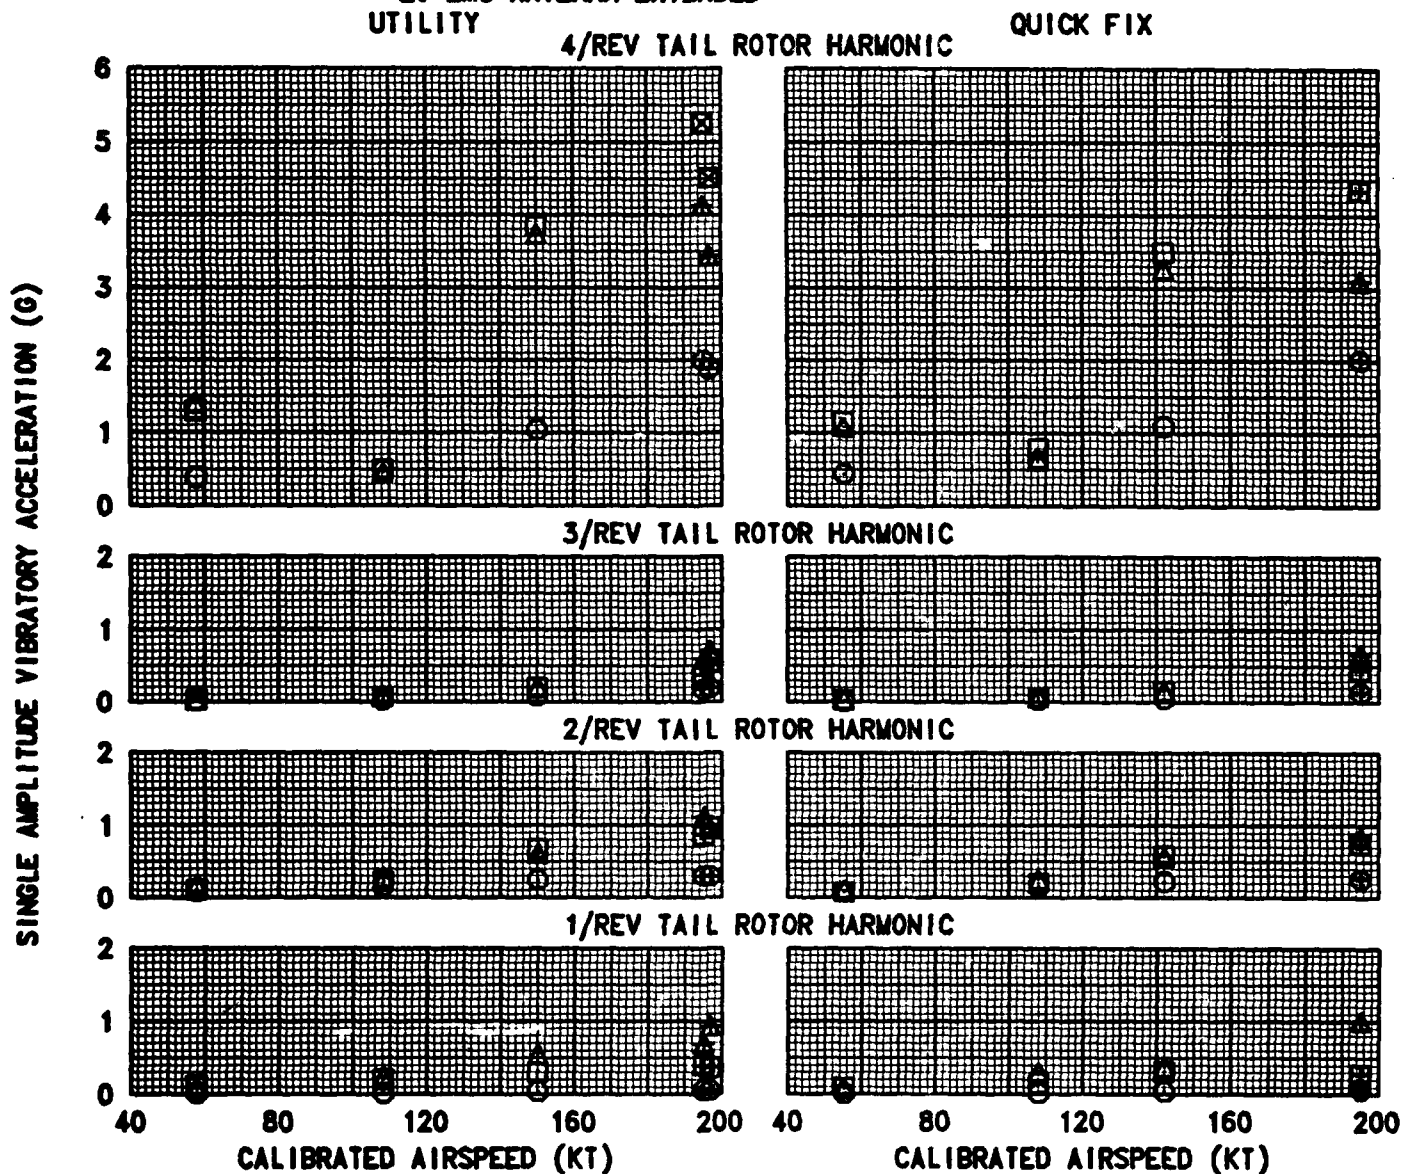 UTILITY
QUICK FIX
4/REV TAIL ROTOR HARMONIC
6
5
4
3
2
1
0
3/REV TAIL ROTOR HARMONIC
2
1
0
2/REV TAIL ROTOR HARMONIC
2
1
0
1/REV TAIL ROTOR HARMONIC
2
1
0
40 80 120 160 200
40 80 120 160 200
CALIBRATED AIRSPEED (KT)
CALIBRATED AIRSPEED (KT)
SINGLE AMPLITUDE VIBRATORY ACCELERATION (G)